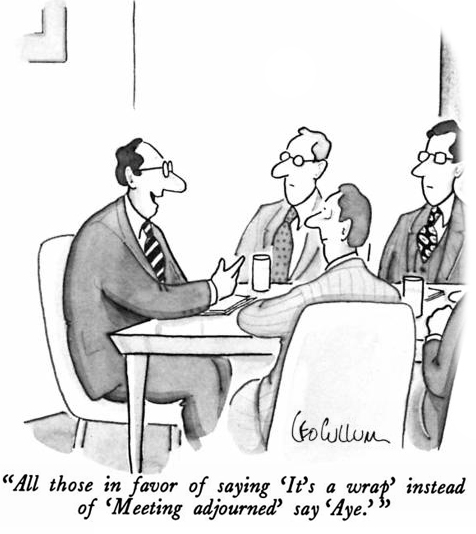 LEO CULLUM
“All those in favor of saying ‘It’s a wrap’ instead
of ‘Meeting adjourned’ say ‘Aye.’ ”